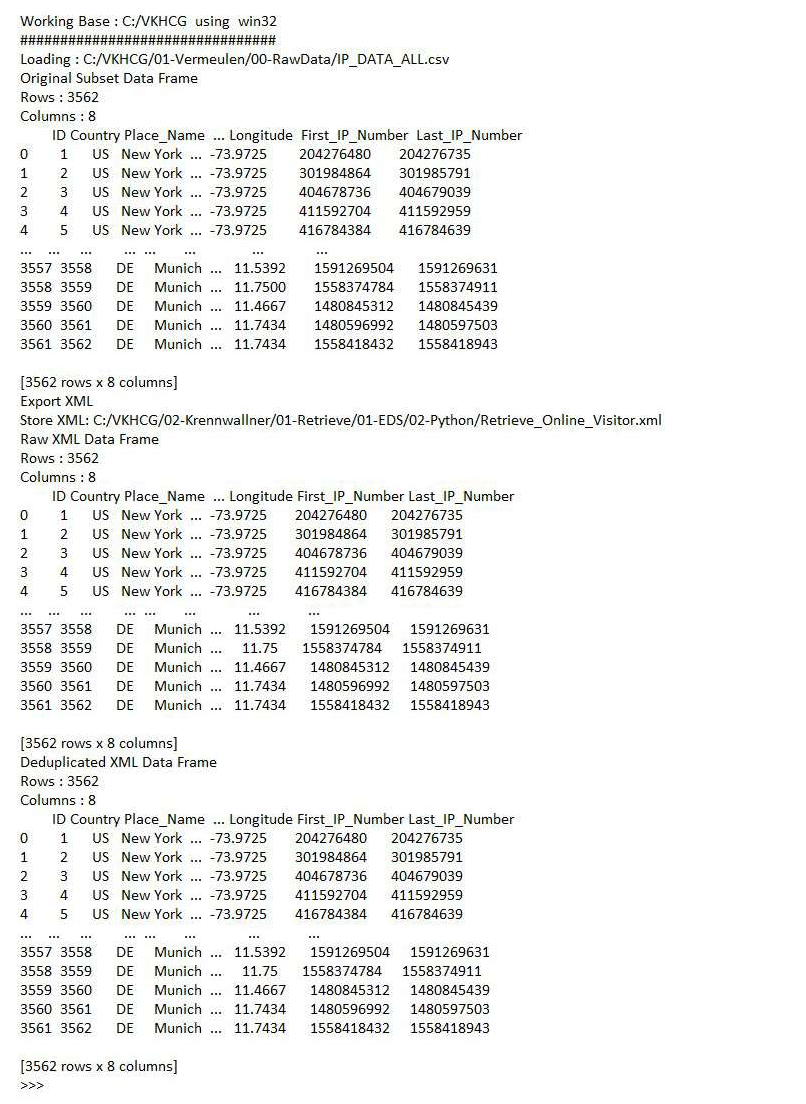 Working Base : C:/VKHCG using win32
################################
Loading : C:/VKHCG/01-Vermeulen/00-RawData/IP_DATA_ALL.csv
Original Subset Data Frame
Rows : 3562
Columns : 8
ID Country Place_Name ... Longitude First_IP_Number Last_IP_Number
0 1 US New York ... -73.9725 204276480 204276735
1 2 US New York ... -73.9725 301984864 301985791
2 3 US New York ... -73.9725 404678736 404679039
3 4 US New York ... -73.9725 411592704 411592959
4 5 US New York ... -73.9725 416784384 416784639
... ... ... ... ... ... ... ...
3557 3558 DE Munich ... 11.5392 1591269504 1591269631
3558 3559 DE Munich ... 11.7500 1558374784 1558374911
3559 3560 DE Munich ... 11.4667 1480845312 1480845439
3560 3561 DE Munich ... 11.7434 1480596992 1480597503
3561 3562 DE Munich ... 11.7434 1558418432 1558418943
[3562 rows x 8 columns]
Export XML
Store XML: C:/VKHCG/02-Krennwallner/01-Retrieve/01-EDS/02-Python/Retrieve_Online_Visitor.xml
Raw XML Data Frame
Rows : 3562
Columns : 8
ID Country Place_Name ... Longitude First_IP_Number Last_IP_Number
0 1 US New York ... -73.9725 204276480 204276735
1 2 US New York ... -73.9725 301984864 301985791
2 3 US New York ... -73.9725 404678736 404679039
3 4 US New York ... -73.9725 411592704 411592959
4 5 US New York ... -73.9725 416784384 416784639
... ... ... ... ... ... ... ...
3557 3558 DE Munich ... 11.5392 1591269504 1591269631
3558 3559 DE Munich ... 11.75 1558374784 1558374911
3559 3560 DE Munich ... 11.4667 1480845312 1480845439
3560 3561 DE Munich ... 11.7434 1480596992 1480597503
3561 3562 DE Munich ... 11.7434 1558418432 1558418943
[3562 rows x 8 columns]
Deduplicated XML Data Frame
Rows : 3562
Columns : 8
ID Country Place_Name ... Longitude First_IP_Number Last_IP_Number
0 1 US New York ... -73.9725 204276480 204276735
1 2 US New York ... -73.9725 301984864 301985791
2 3 US New York ... -73.9725 404678736 404679039
3 4 US New York ... -73.9725 411592704 411592959
4 5 US New York ... -73.9725 416784384 416784639
... ... ... ... ... ... ... ...
3557 3558 DE Munich ... 11.5392 1591269504 1591269631
3558 3559 DE Munich ... 11.75 1558374784 1558374911
3559 3560 DE Munich ... 11.4667 1480845312 1480845439
3560 3561 DE Munich ... 11.7434 1480596992 1480597503
3561 3562 DE Munich ... 11.7434 1558418432 1558418943
[3562 rows x 8 columns]
>>>